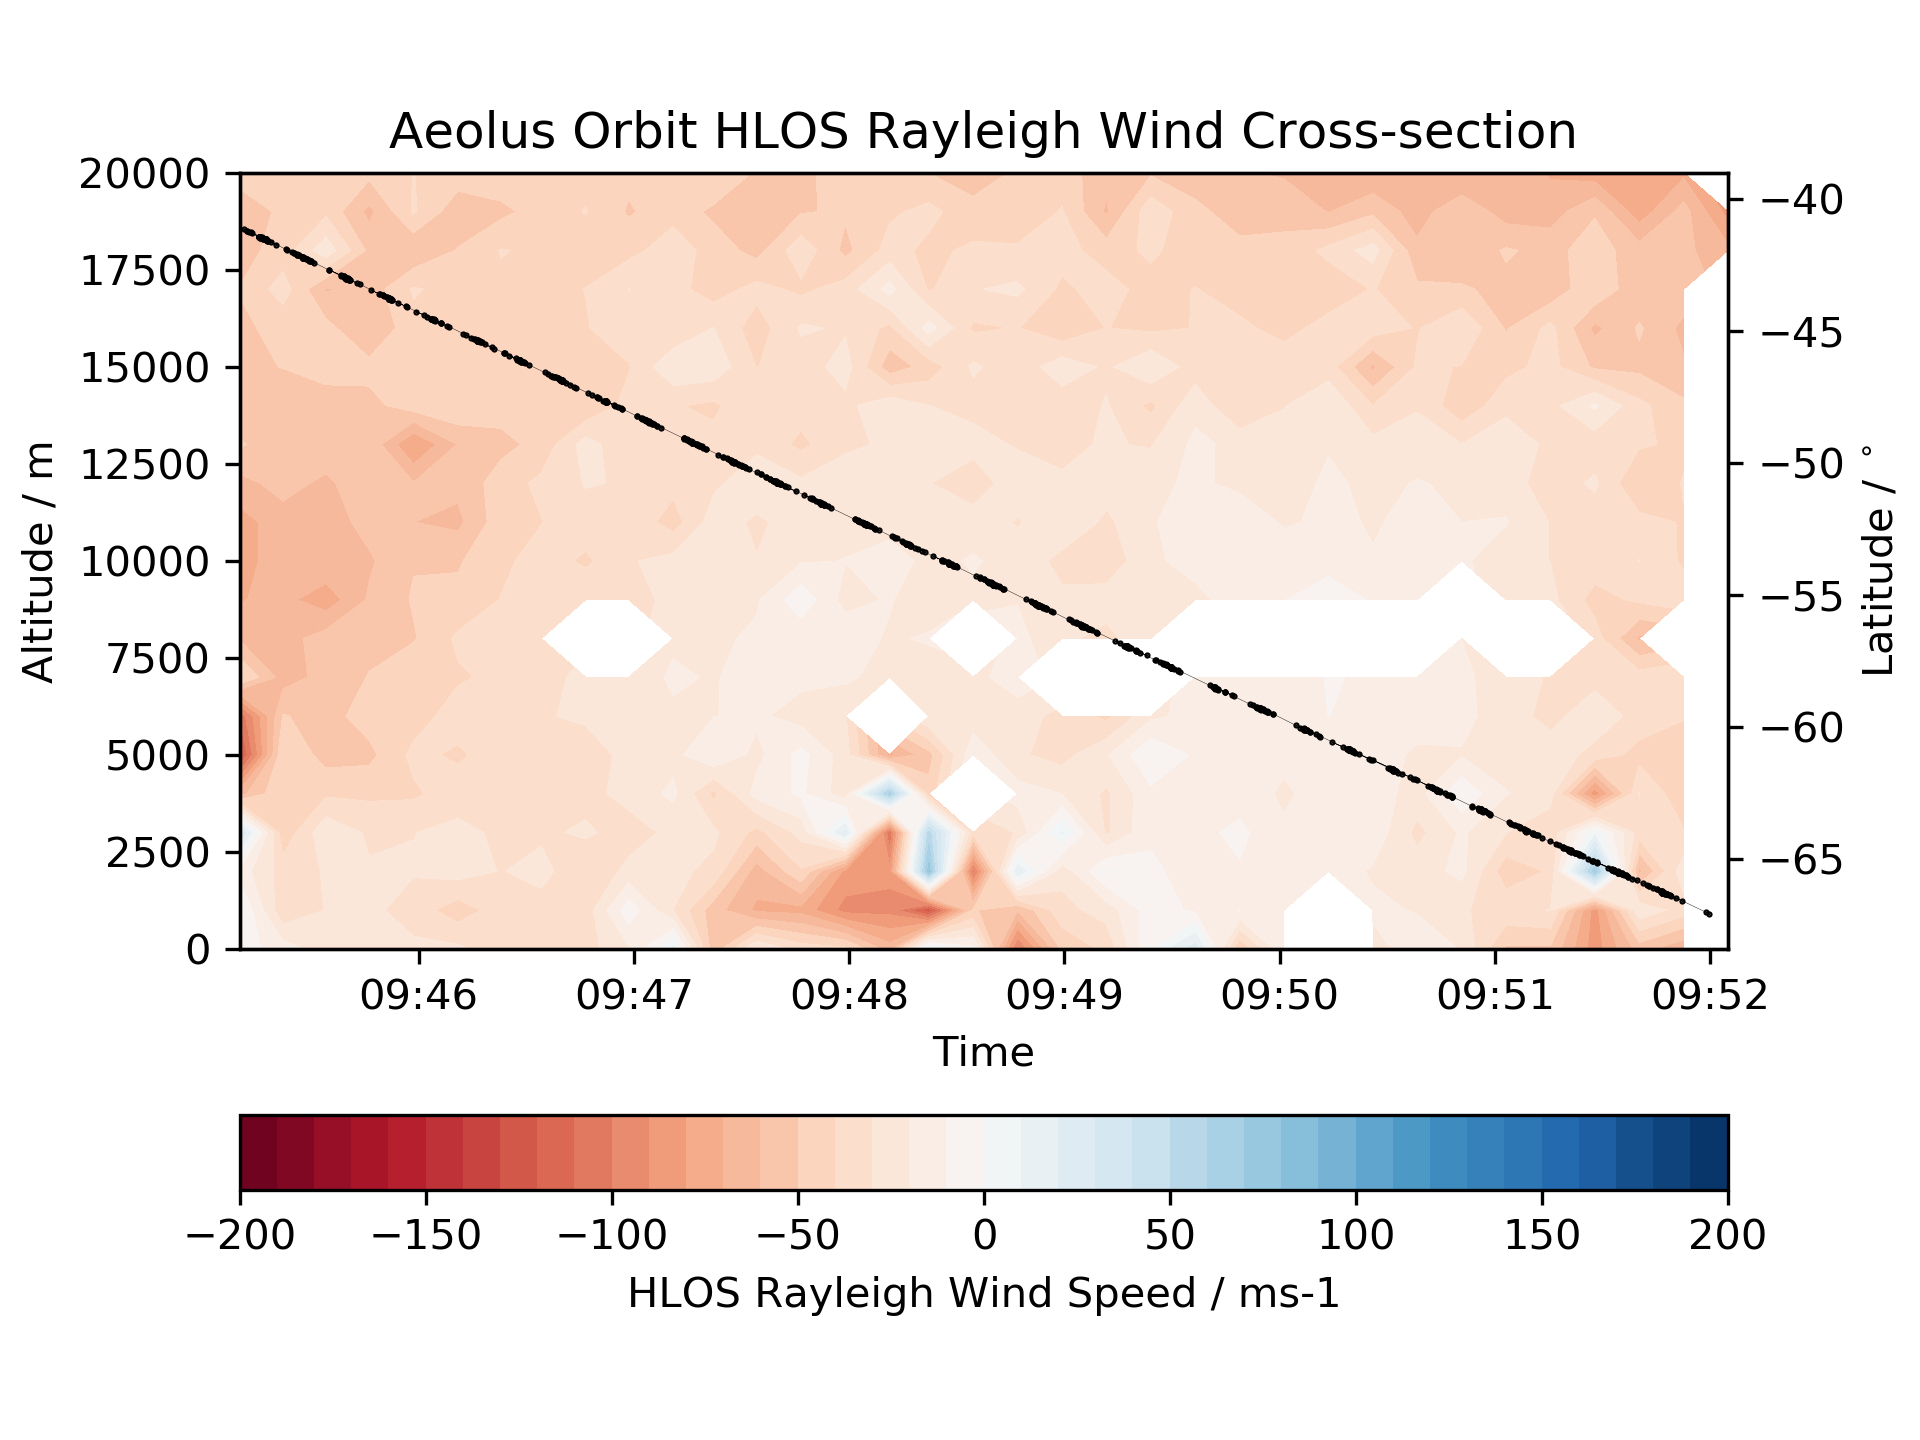 Aeolus Orbit HLOS Rayleigh Wind Cross-section
20000
17500
15000
12500
10000
7500
5000
2500
0
Altitude / m
−40
−45
−50
−55
−60
−65
Latitude / °
09:46 09:47 09:48 09:49 09:50 09:51 09:52
Time
−200 −150 −100 −50 0 50 100 150 200
HLOS Rayleigh Wind Speed / ms-1